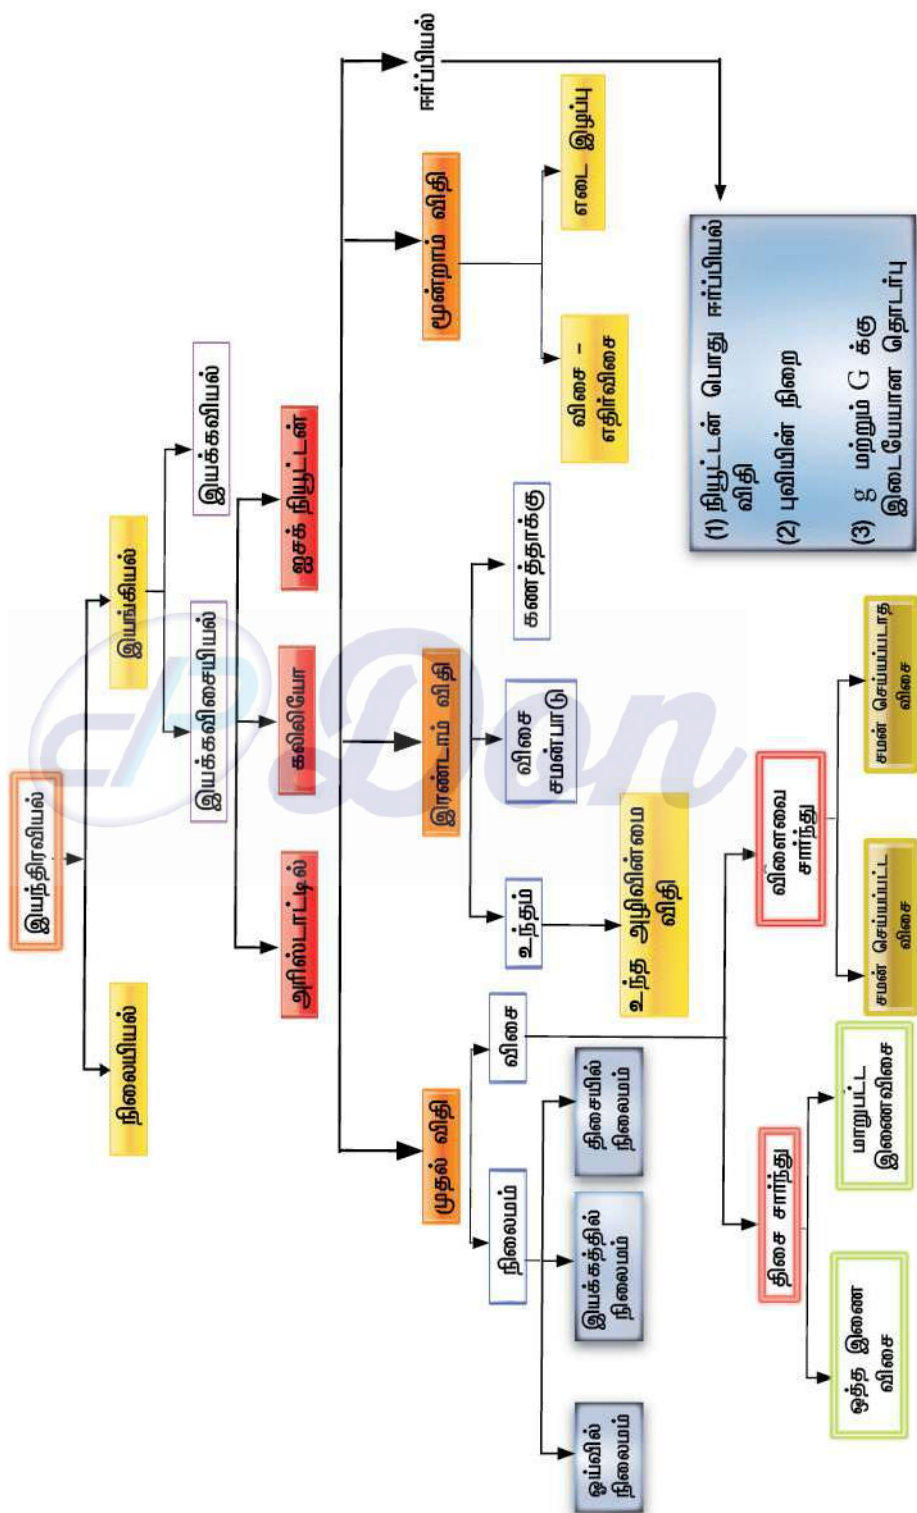 இயந்திரவியல்
நிலையியல்
இயங்கியல்
இயக்கவிசையியல்
இயக்கவியல்
அரிஸ்டாட்டில்
கலிலியோ
ஐசக் நியூட்டன்
முதல் விதி
இரண்டாம் விதி
மூன்றாம் விதி
ஈர்ப்பியல்
நிலைமம்
விசை
உந்தம்
விசை
சமன்பாடு
கணத்தாக்கு
விசை –
எதிர்விசை
எடை இழப்பு
ஓய்வில்
நிலைமம்
இயக்கத்தில்
நிலைமம்
திசையில்
நிலைமம்
உந்த அழிவின்மை
விதி
(1) நியூட்டன் பொது ஈர்ப்பியல்
விதி
(2) புவியின் நிறை
(3) g மற்றும் G க்கு
இடையேயான தொடர்பு
திசை சார்ந்து
விளைவை
சார்ந்து
ஒத்த இணை
விசை
மாறுபட்ட
இணைவிசை
சமன் செய்யப்பட்ட
விசை
சமன் செய்யப்படாத
விசை
Don